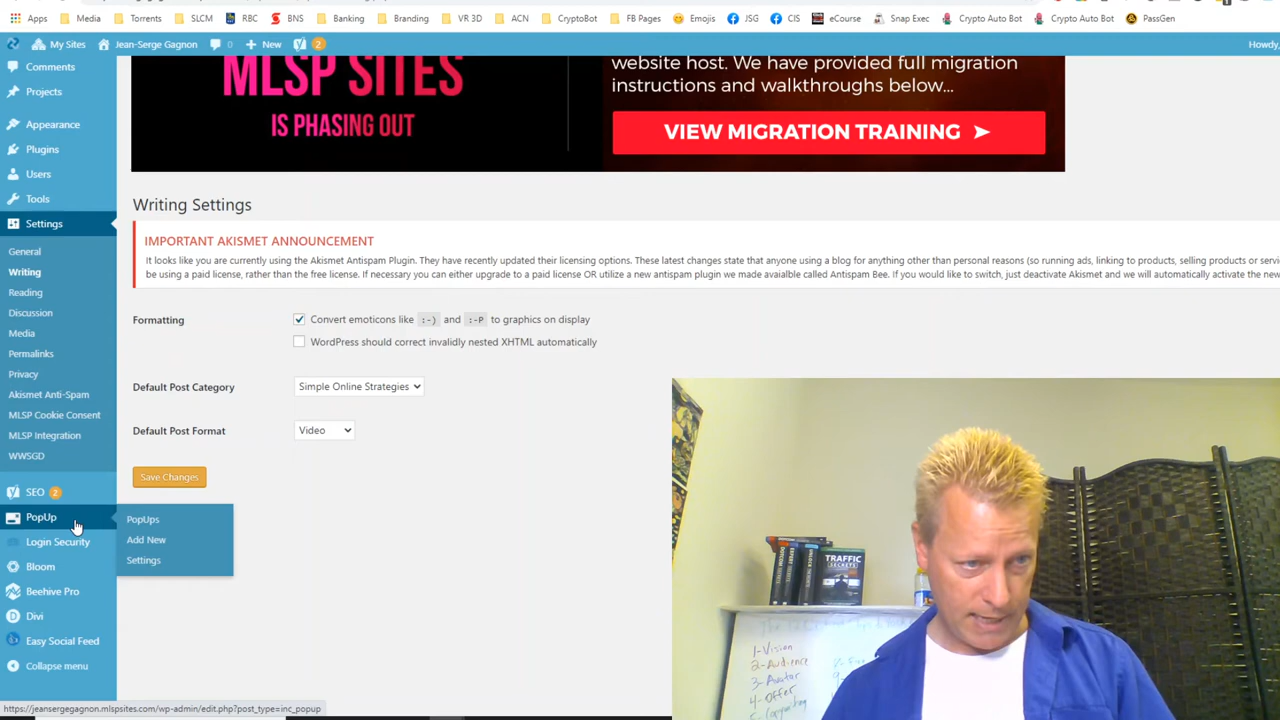 Apps Media Torrents SLCM RBC BNS Banking Branding VR 3D ACN CryptoBot FB Pages Emojis JSG CIS eCourse Snap Exec Crypto Auto Bot Crypto Auto Bot PassGen
My Sites Jean-Serge Gagnon 0 New 2 Howdy,
Comments
Projects
Appearance
Plugins
Users
Tools
Settings
General
Writing
Reading
Discussion
Media
Permalinks
Privacy
Akismet Anti-Spam
MLSP Cookie Consent
MLSP Integration
WWSGD
SEO 2
PopUp
Login Security
Bloom
Beehive Pro
Divi
Easy Social Feed
Collapse menu
PopUps
Add New
Settings
MLSP SITES
IS PHASING OUT
website host. We have provided full migration
instructions and walkthroughs below...
VIEW MIGRATION TRAINING
Writing Settings
IMPORTANT AKISMET ANNOUNCEMENT
It looks like you are currently using the Akismet Antispam Plugin. They have recently updated their licensing options. These latest changes state that anyone using a blog for anything other than personal reasons (so running ads, linking to products, selling products or servi
be using a paid license, rather than the free license. If necessary you can either upgrade to a paid license OR utilize a new antispam plugin we made avaialble called Antispam Bee. If you would like to switch, just deactivate Akismet and we will automatically activate the new
Formatting
Convert emoticons like :-) and :-P to graphics on display
WordPress should correct invalidly nested XHTML automatically
Default Post Category Simple Online Strategies
Default Post Format Video
Save Changes
TRAFFIC
SECRETS
1-Vision
2-Audience
3-Avatar
4-Offer
https://jeansergegagnon.mlspsites.com/wp-admin/edit.php?post_type=inc_popup